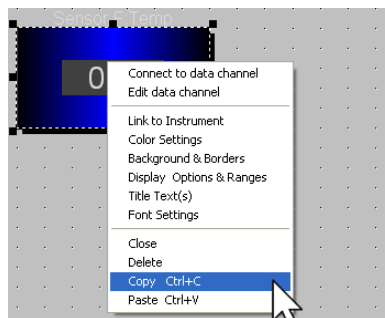 Sensor E Temp
0
Connect to data channel
Edit data channel
Link to Instrument
Color Settings
Background & Borders
Display Options & Ranges
Title Text(s)
Font Settings
Close
Delete
Copy Ctrl+C
Paste Ctrl+V